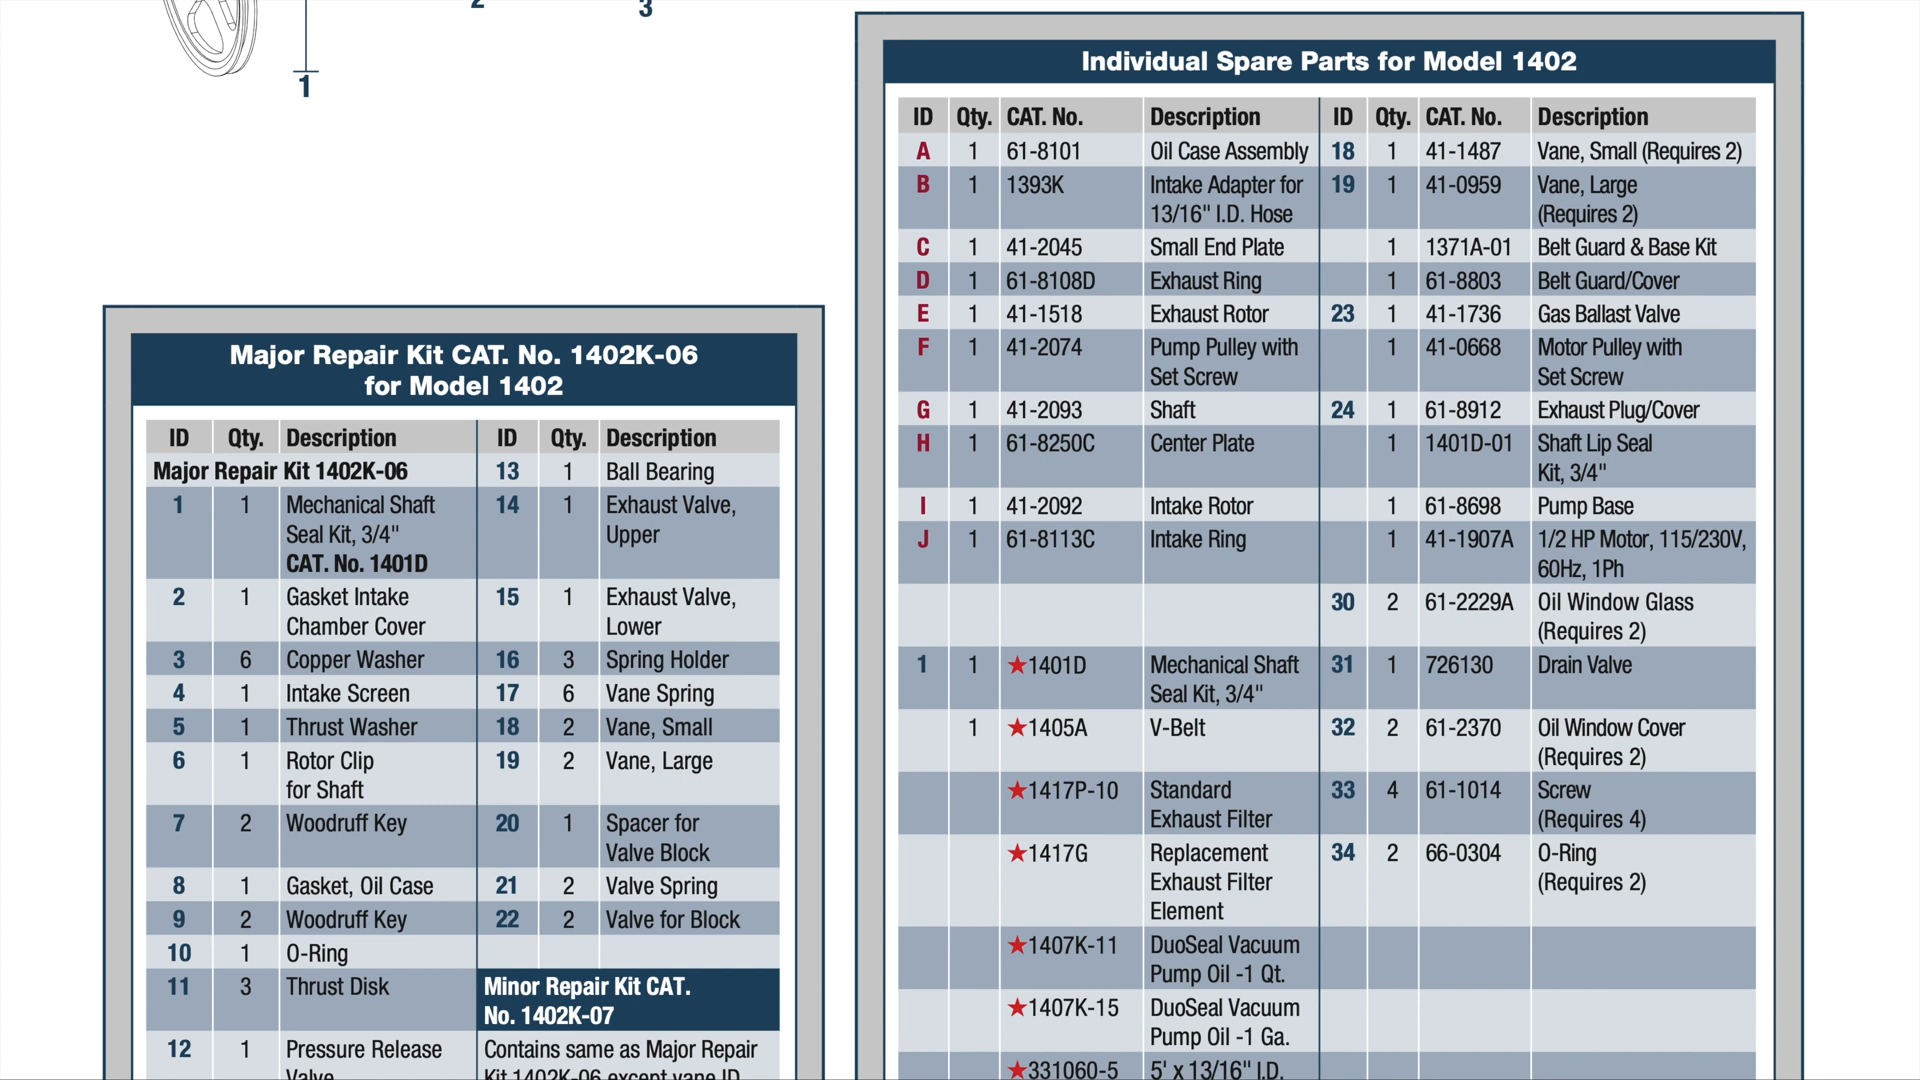 2
3
1
Individual Spare Parts for Model 1402
ID Qty. CAT. No. Description ID Qty. CAT. No. Description
A 1 61-8101 Oil Case Assembly 18 1 41-1487 Vane, Small (Requires 2)
B 1 1393K Intake Adapter for 19 1 41-0959 Vane, Large
13/16" I.D. Hose (Requires 2)
C 1 41-2045 Small End Plate 1 1371A-01 Belt Guard & Base Kit
D 1 61-8108D Exhaust Ring 1 61-8803 Belt Guard/Cover
E 1 41-1518 Exhaust Rotor 23 1 41-1736 Gas Ballast Valve
F 1 41-2074 Pump Pulley with 1 41-0668 Motor Pulley with
Set Screw Set Screw
G 1 41-2093 Shaft 24 1 61-8912 Exhaust Plug/Cover
H 1 61-8250C Center Plate 1 1401D-01 Shaft Lip Seal
Kit, 3/4"
I 1 41-2092 Intake Rotor 1 61-8698 Pump Base
J 1 61-8113C Intake Ring 1 41-1907A 1/2 HP Motor, 115/230V,
60Hz, 1Ph
30 2 61-2229A Oil Window Glass
(Requires 2)
1 1 ★1401D Mechanical Shaft 31 1 726130 Drain Valve
Seal Kit, 3/4"
1 ★1405A V-Belt 32 2 61-2370 Oil Window Cover
(Requires 2)
★1417P-10 Standard 33 4 61-1014 Screw
Exhaust Filter (Requires 4)
★1417G Replacement 34 2 66-0304 O-Ring
Exhaust Filter (Requires 2)
Element
★1407K-11 DuoSeal Vacuum
Pump Oil -1 Qt.
★1407K-15 DuoSeal Vacuum
Pump Oil -1 Ga.
★331060-5 5' x 13/16" I.D.
Major Repair Kit CAT. No. 1402K-06
for Model 1402
ID Qty. Description ID Qty. Description
Major Repair Kit 1402K-06 13 1 Ball Bearing
1 1 Mechanical Shaft 14 1 Exhaust Valve,
Seal Kit, 3/4" Upper
CAT. No. 1401D
2 1 Gasket Intake 15 1 Exhaust Valve,
Chamber Cover Lower
3 6 Copper Washer 16 3 Spring Holder
4 1 Intake Screen 17 6 Vane Spring
5 1 Thrust Washer 18 2 Vane, Small
6 1 Rotor Clip 19 2 Vane, Large
for Shaft
7 2 Woodruff Key 20 1 Spacer for
Valve Block
8 1 Gasket, Oil Case 21 2 Valve Spring
9 2 Woodruff Key 22 2 Valve for Block
10 1 O-Ring
11 3 Thrust Disk Minor Repair Kit CAT.
No. 1402K-07
12 1 Pressure Release Contains same as Major Repair
Valve Kit 1402K-06 except vane ID